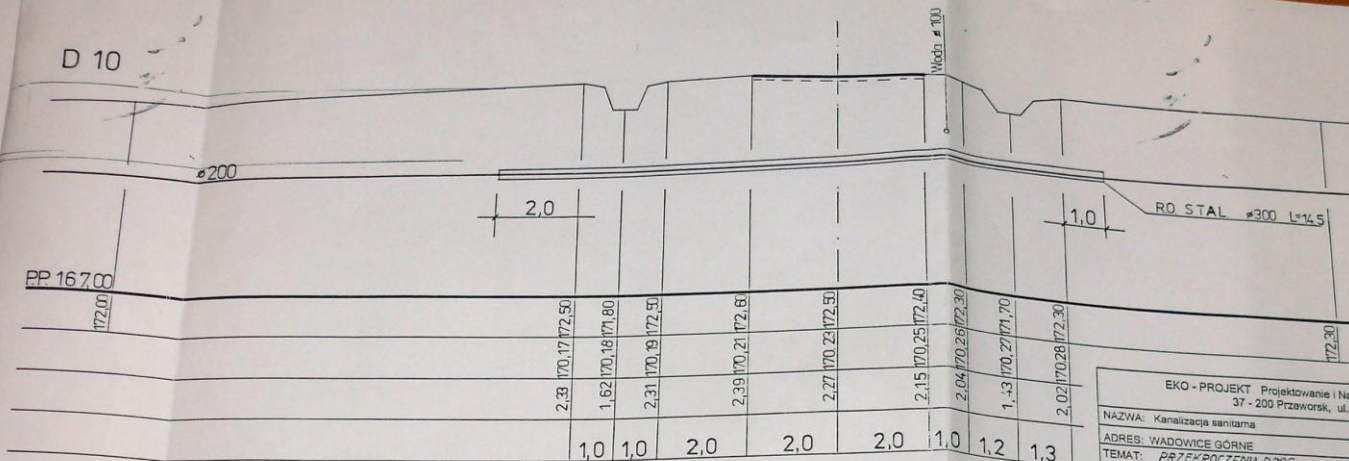 D 10
Woda ø100
ø200
2,0
1,0
RO STAL ø300 L=14,5
P.P. 167,00
172,00 172,50 171,80 172,50 172,60 172,50 172,40 172,30 171,70 172,30 172,30
170,17 170,18 170,19 170,21 170,23 170,25 170,26 170,27 170,28
2,33 1,62 2,31 2,39 2,27 2,15 2,04 1,43 2,02
1,0 1,0 2,0 2,0 2,0 1,0 1,2 1,3
EKO - PROJEKT Projektowanie i Na
37 - 200 Przeworsk, ul.
NAZWA: Kanalizacja sanitarna
ADRES: WADOWICE GÓRNE
TEMAT: PRZEKROCZENIA